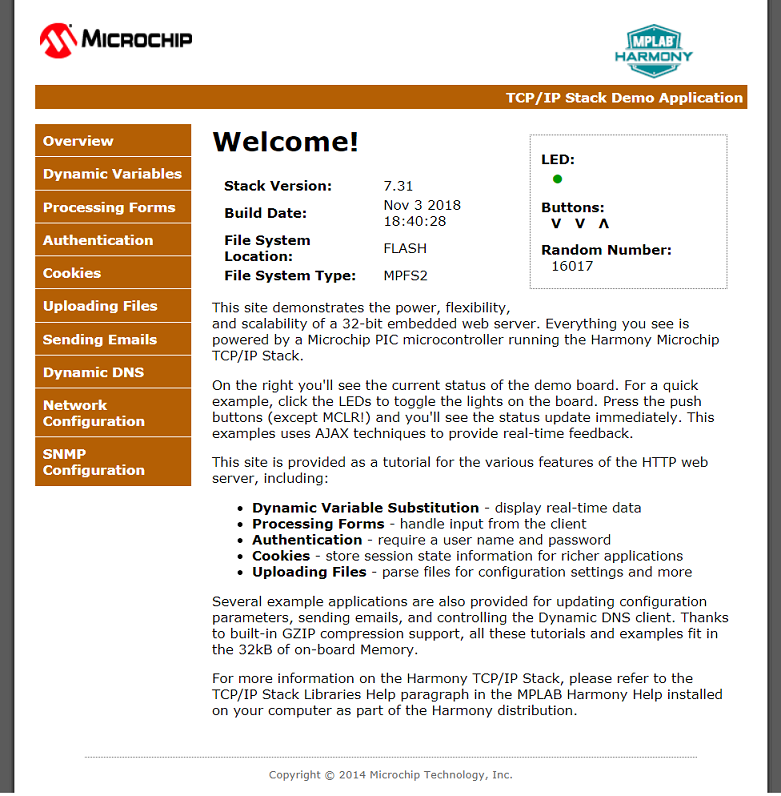 MICROCHIP
MPLAB
HARMONY
TCP/IP Stack Demo Application
Overview
Dynamic Variables
Processing Forms
Authentication
Cookies
Uploading Files
Sending Emails
Dynamic DNS
Network
Configuration
SNMP
Configuration
Welcome!
Stack Version: 7.31
Build Date: Nov 3 2018
18:40:28
File System
Location: FLASH
File System Type: MPFS2
LED:
Buttons:
V V Λ
Random Number:
16017
This site demonstrates the power, flexibility,
and scalability of a 32-bit embedded web server. Everything you see is
powered by a Microchip PIC microcontroller running the Harmony Microchip
TCP/IP Stack.
On the right you'll see the current status of the demo board. For a quick
example, click the LEDs to toggle the lights on the board. Press the push
buttons (except MCLR!) and you'll see the status update immediately. This
examples uses AJAX techniques to provide real-time feedback.
This site is provided as a tutorial for the various features of the HTTP web
server, including:
• Dynamic Variable Substitution - display real-time data
• Processing Forms - handle input from the client
• Authentication - require a user name and password
• Cookies - store session state information for richer applications
• Uploading Files - parse files for configuration settings and more
Several example applications are also provided for updating configuration
parameters, sending emails, and controlling the Dynamic DNS client. Thanks
to built-in GZIP compression support, all these tutorials and examples fit in
the 32kB of on-board Memory.
For more information on the Harmony TCP/IP Stack, please refer to the
TCP/IP Stack Libraries Help paragraph in the MPLAB Harmony Help installed
on your computer as part of the Harmony distribution.
Copyright © 2014 Microchip Technology, Inc.